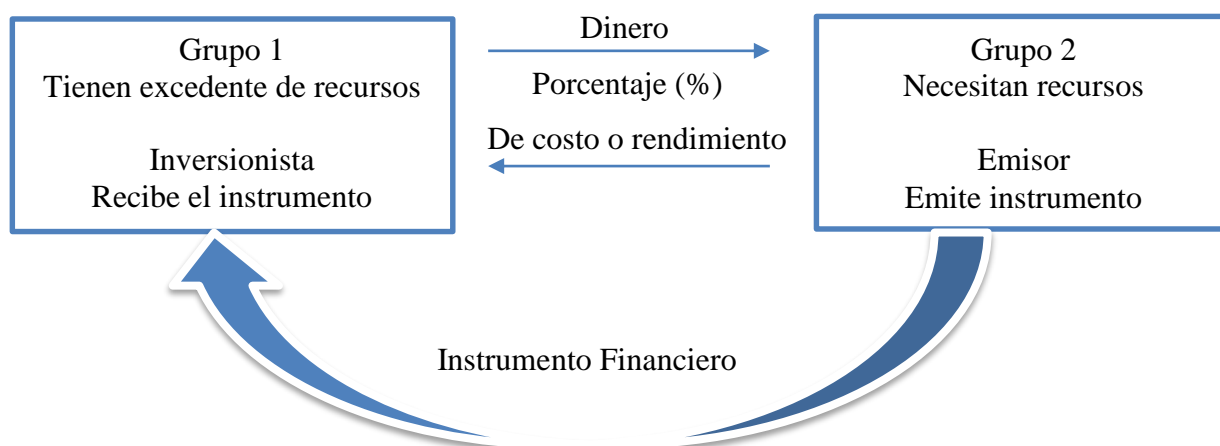 Grupo 1
Tienen excedente de recursos
Inversionista
Recibe el instrumento
Dinero
Porcentaje (%)
De costo o rendimiento
Grupo 2
Necesitan recursos
Emisor
Emite instrumento
Instrumento Financiero